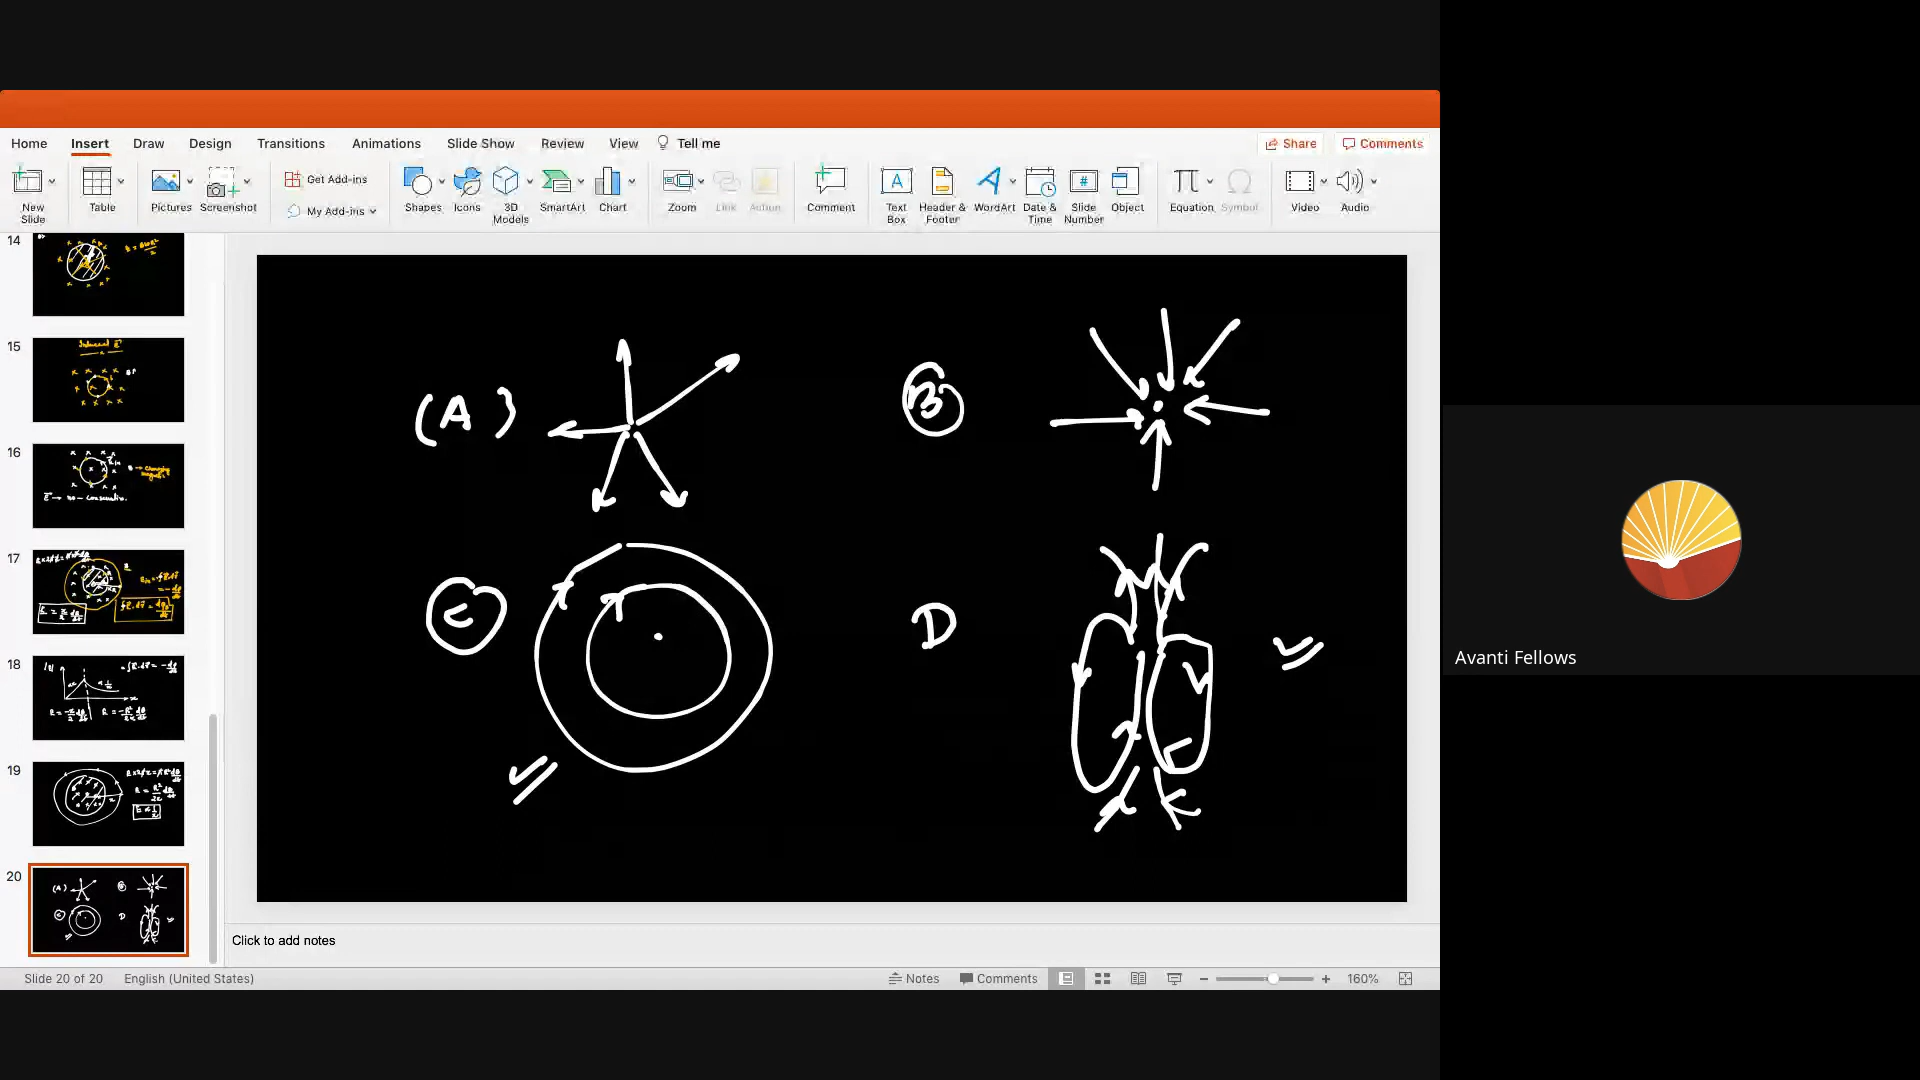 Home Insert Draw Design Transitions Animations Slide Show Review View Tell me Share Comments
New Slide Table Pictures Screenshot Get Add-ins My Add-ins Shapes Icons 3D Models SmartArt Chart Zoom Link Action Comment Text Box Header & Footer WordArt Date & Time Slide Number Object Equation Symbol Video Audio
14
15
16
17
18
19
20
(A)
B
C
D
Avanti Fellows
Click to add notes
Slide 20 of 20 English (United States) Notes Comments 160%